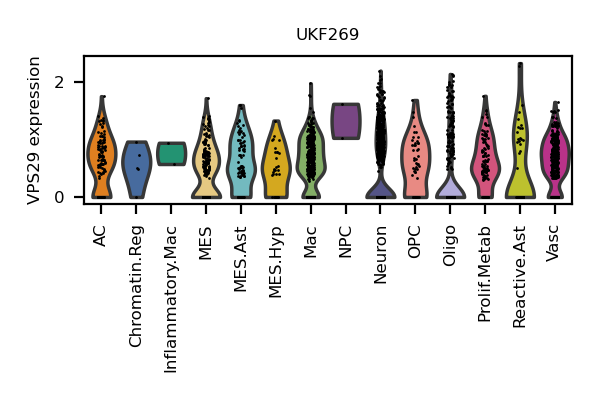 UKF269
VPS29 expression
2
0
AC
Chromatin.Reg
Inflammatory.Mac
MES
MES.Ast
MES.Hyp
Mac
NPC
Neuron
OPC
Oligo
Prolif.Metab
Reactive.Ast
Vasc